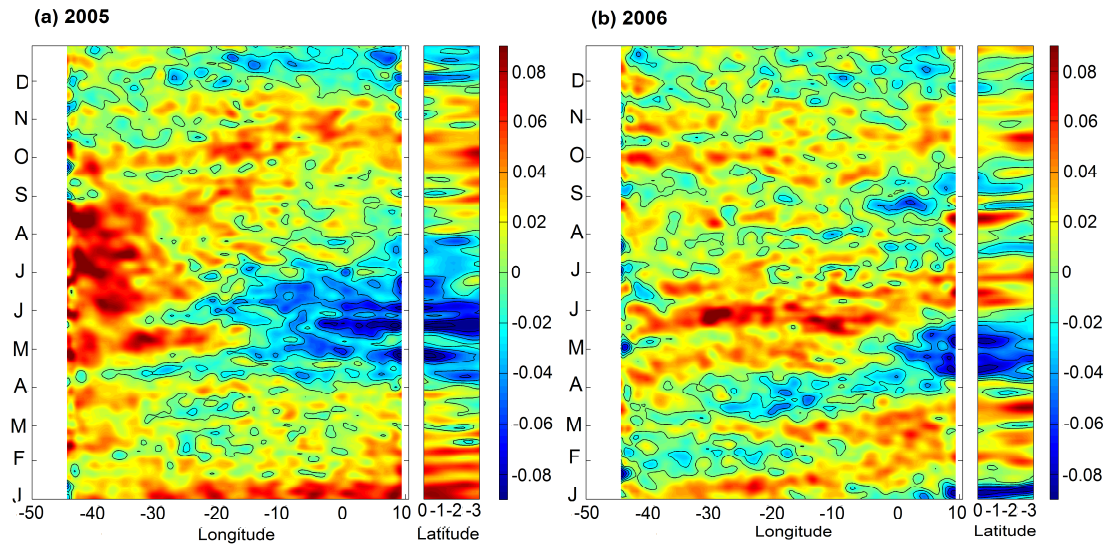 (a) 2005
(b) 2006
D
N
O
S
A
J
J
M
A
M
F
J
-50 -40 -30 -20 -10 0 10
Longitude
0 -1 -2 -3
Latitude
0.08
0.06
0.04
0.02
0
-0.02
-0.04
-0.06
-0.08
D
N
O
S
A
J
J
M
A
M
F
J
-50 -40 -30 -20 -10 0 10
Longitude
0 -1 -2 -3
Latitude
0.08
0.06
0.04
0.02
0
-0.02
-0.04
-0.06
-0.08